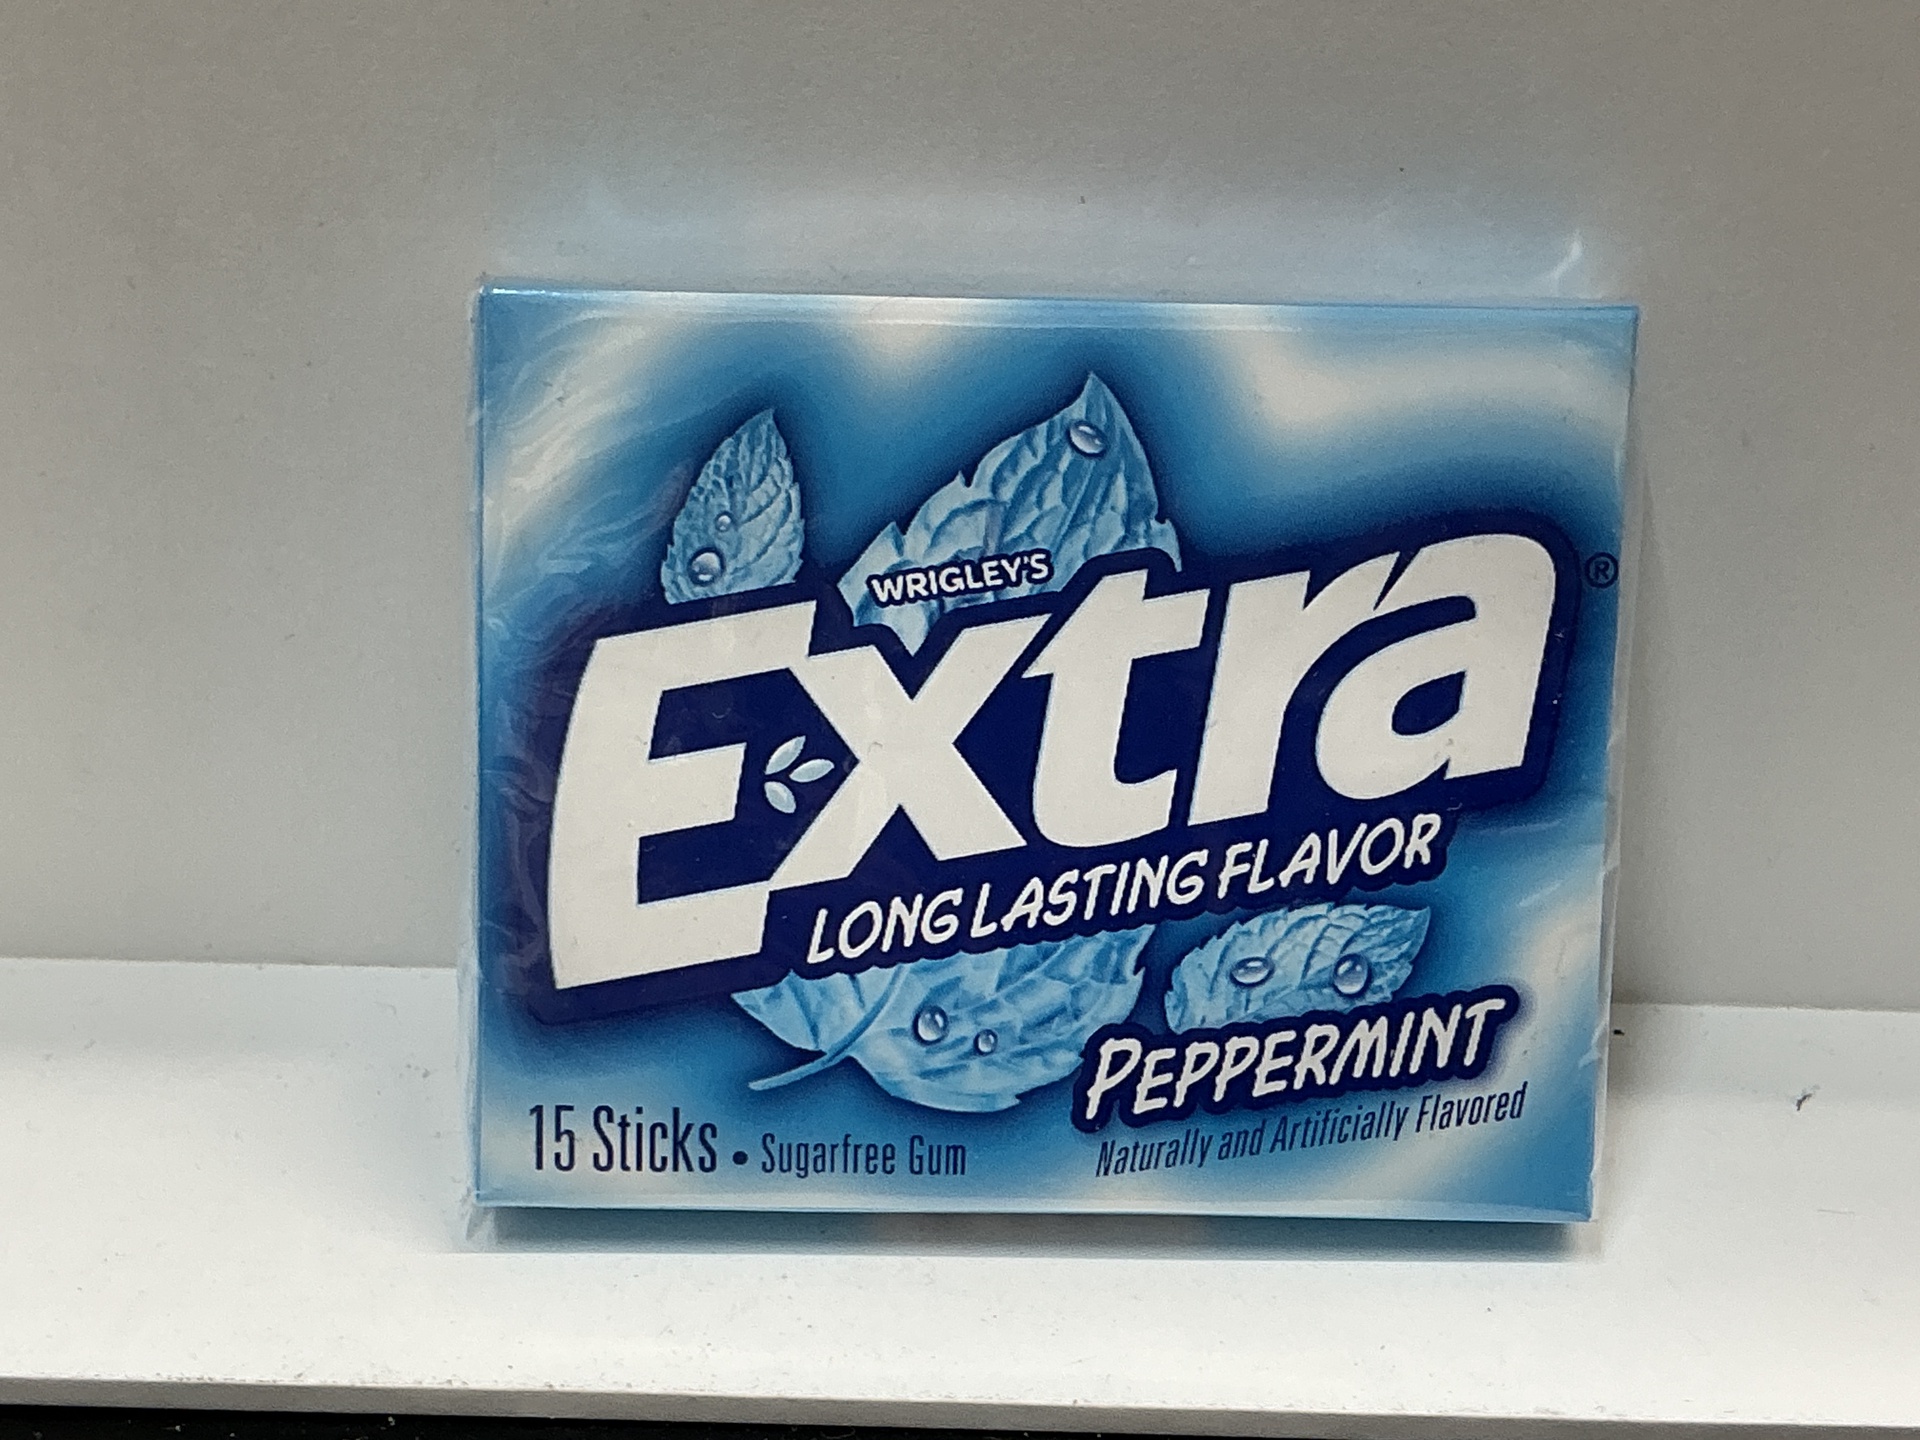 WRIGLEY'S
Extra®
LONG LASTING FLAVOR
PEPPERMINT
Naturally and Artificially Flavored
15 Sticks • Sugarfree Gum